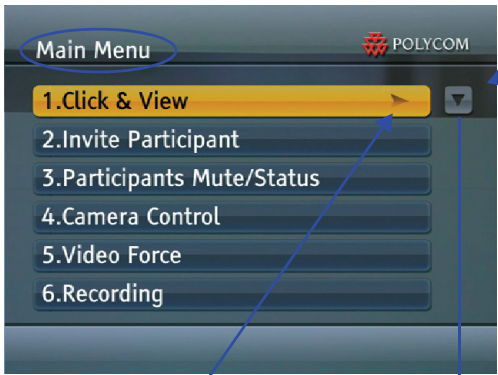 Main Menu
POLYCOM
1.Click & View
2.Invite Participant
3.Participants Mute/Status
4.Camera Control
5.Video Force
6.Recording